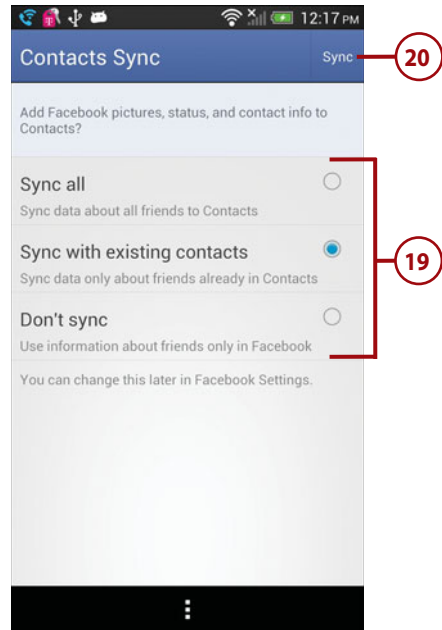 12:17 PM
Contacts Sync
Sync
20
Add Facebook pictures, status, and contact info to
Contacts?
Sync all
Sync data about all friends to Contacts
Sync with existing contacts
Sync data only about friends already in Contacts
19
Don't sync
Use information about friends only in Facebook
You can change this later in Facebook Settings.